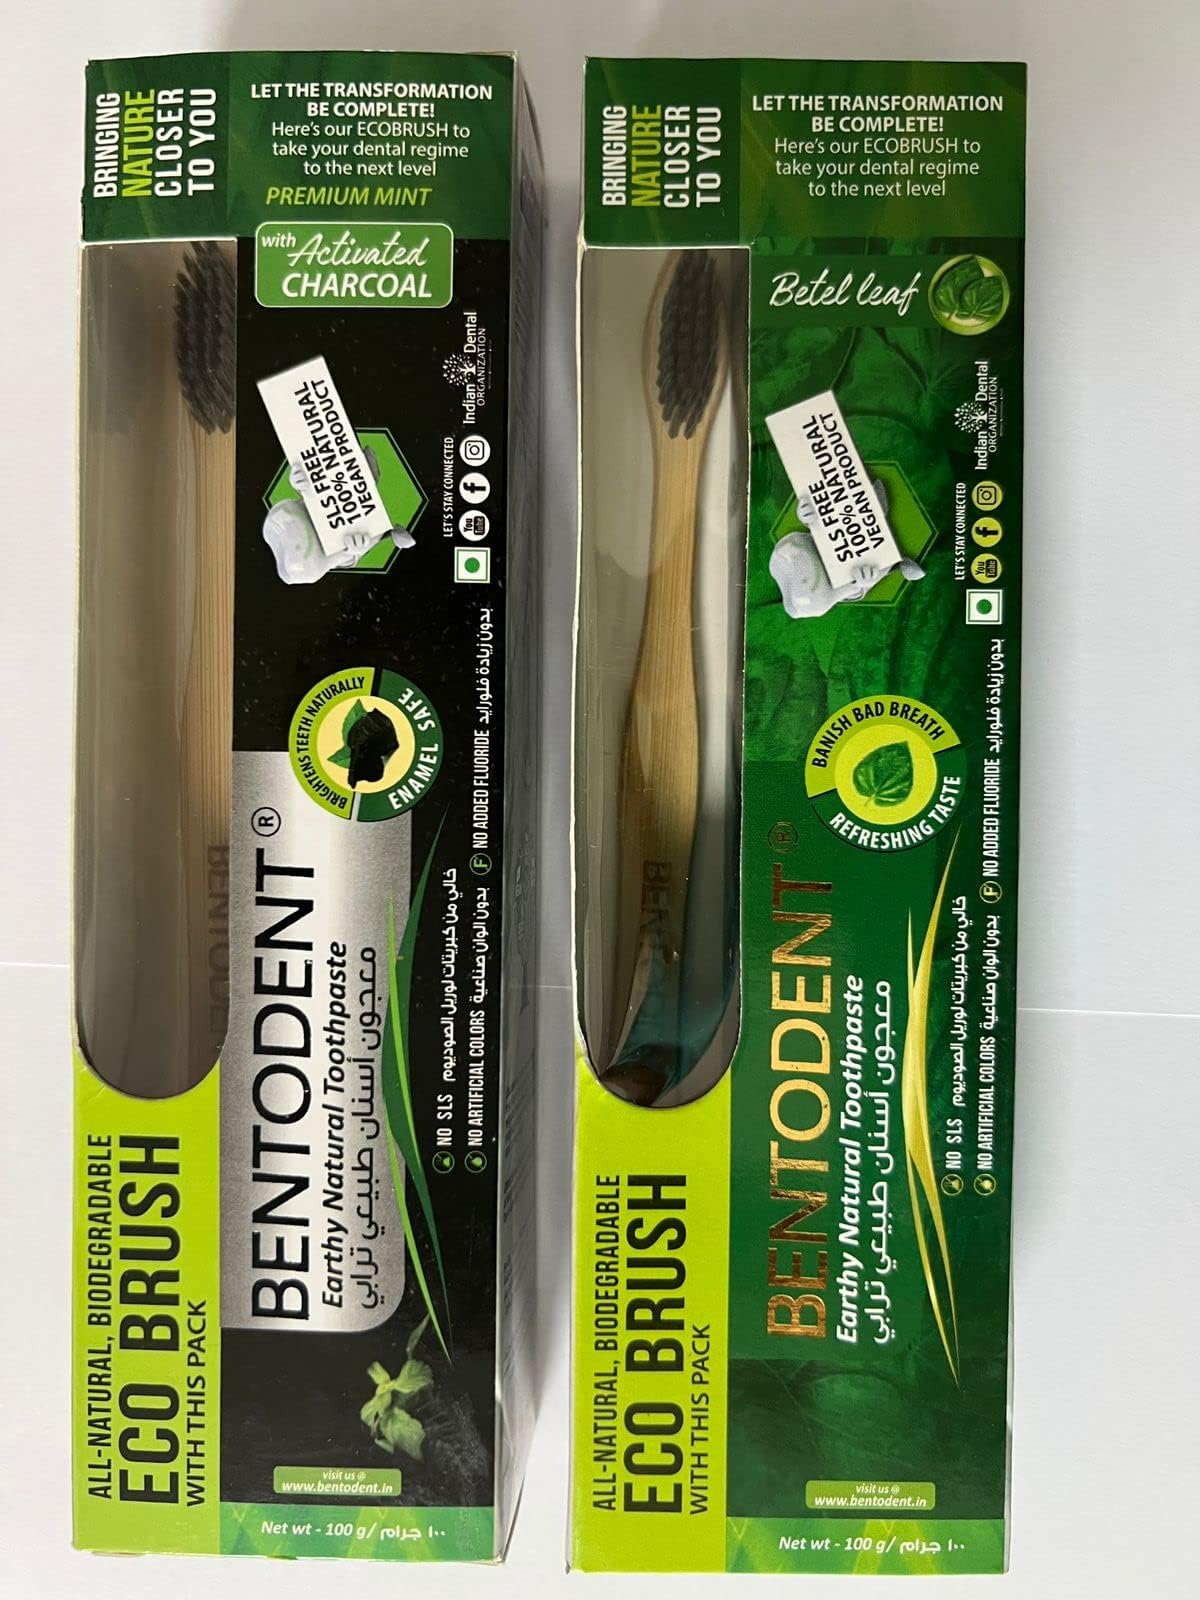 BRINGING
NATURE
CLOSER
TO YOU
LET THE TRANSFORMATION
BE COMPLETE!
Here's our ECOBRUSH to
take your dental regime
to the next level
PREMIUM MINT
with Activated
CHARCOAL
SLS FREE
100% NATURAL
VEGAN PRODUCT
Indian Dental
ORGANIZATION
LET'S STAY CONNECTED
You
Tube
BRIGHTENS TEETH NATURALLY
ENAMEL SAFE
BENTODENT®
Earthy Natural Toothpaste
معجون أسنان طبيعي ترابي
NO SLS خالي من كبريتات لوريل الصوديوم
NO ARTIFICIAL COLORS بدون الوان صناعية
F NO ADDED FLUORIDE بدون زيادة فلورايد
BENTODE
ALL-NATURAL, BIODEGRADABLE
ECO BRUSH
WITH THIS PACK
visit us @
www.bentodent.in
Net wt - 100 g/ ١٠٠ جرام
BRINGING
NATURE
CLOSER
TO YOU
LET THE TRANSFORMATION
BE COMPLETE!
Here's our ECOBRUSH to
take your dental regime
to the next level
Betel leaf
SLS FREE
100% NATURAL
VEGAN PRODUCT
Indian Dental
ORGANIZATION
LET'S STAY CONNECTED
You
Tube
BANISH BAD BREATH
REFRESHING TASTE
BENTODENT®
Earthy Natural Toothpaste
معجون أسنان طبيعي ترابي
NO SLS خالي من كبريتات لوريل الصوديوم
NO ARTIFICIAL COLORS بدون الوان صناعية
F NO ADDED FLUORIDE بدون زيادة فلورايد
ALL-NATURAL, BIODEGRADABLE
ECO BRUSH
WITH THIS PACK
visit us @
www.bentodent.in
Net wt - 100 g/ ١٠٠ جرام